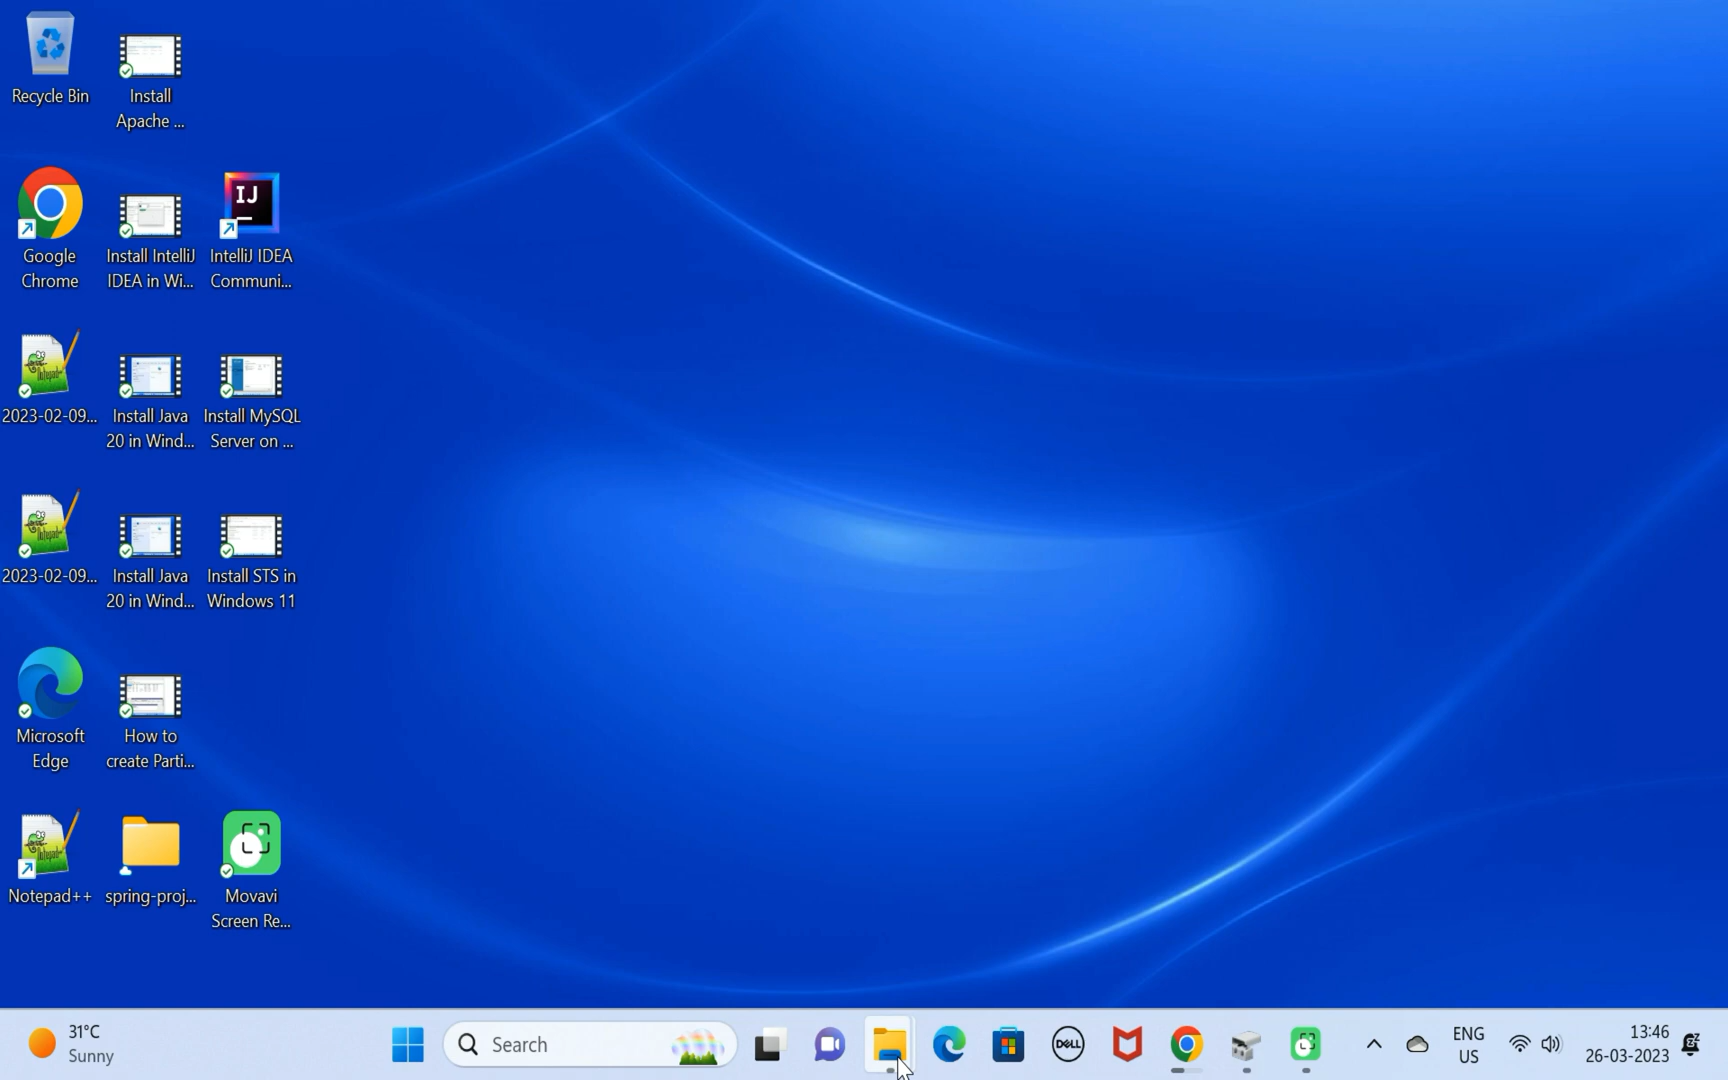 Recycle Bin
Install
Apache ...
Google
Chrome
Install IntelliJ
IDEA in Wi...
IJ
IntelliJ IDEA
Communi...
2023-02-09...
Install Java
20 in Wind...
Install MySQL
Server on ...
2023-02-09...
Install Java
20 in Wind...
Install STS in
Windows 11
Microsoft
Edge
How to
create Parti...
Notepad++
spring-proj...
Movavi
Screen Re...
31°C
Sunny
Search
DELL
ENG
US
13:46
26-03-2023